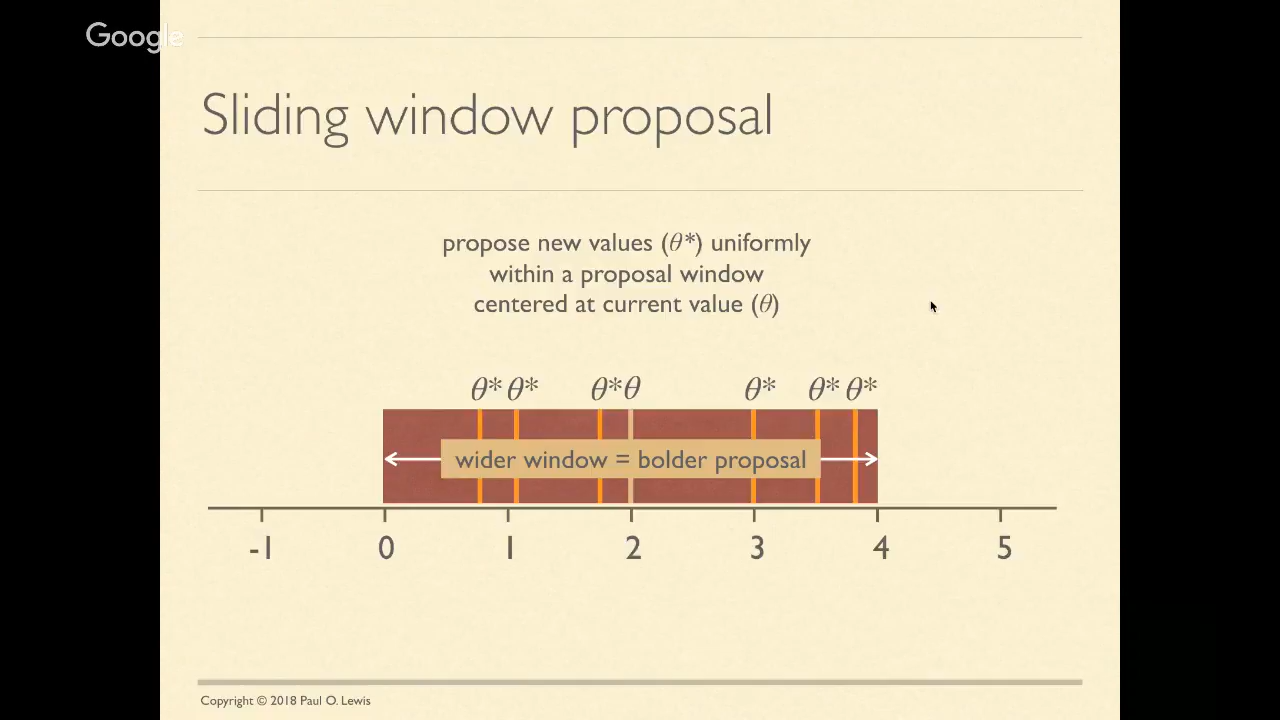 Google
Sliding window proposal
propose new values (θ*) uniformly
within a proposal window
centered at current value (θ)
θ* θ* θ* θ θ* θ* θ*
wider window = bolder proposal
-1 0 1 2 3 4 5
Copyright © 2018 Paul O. Lewis